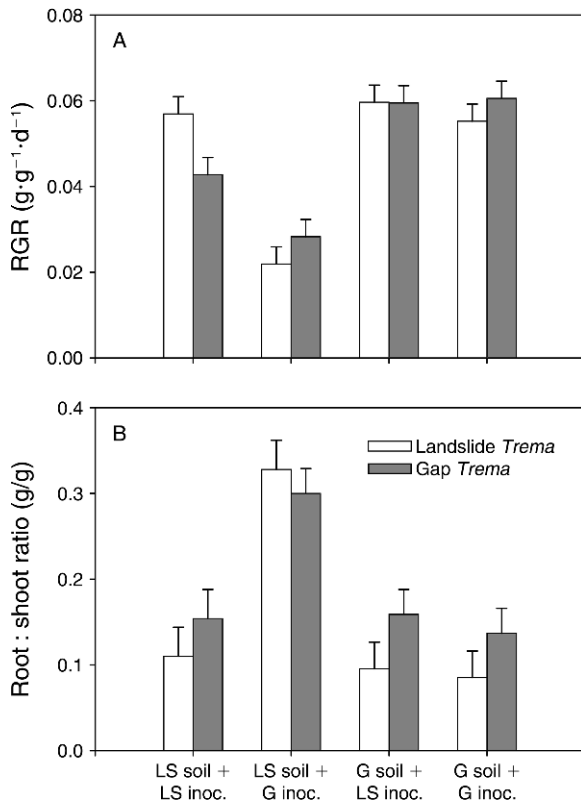 A
0.08
0.06
0.04
0.02
0.00
RGR (g·g⁻¹·d⁻¹)
B
0.4
0.3
0.2
0.1
0.0
Root : shoot ratio (g/g)
Landslide Trema
Gap Trema
LS soil +
LS inoc.
LS soil +
G inoc.
G soil +
LS inoc.
G soil +
G inoc.